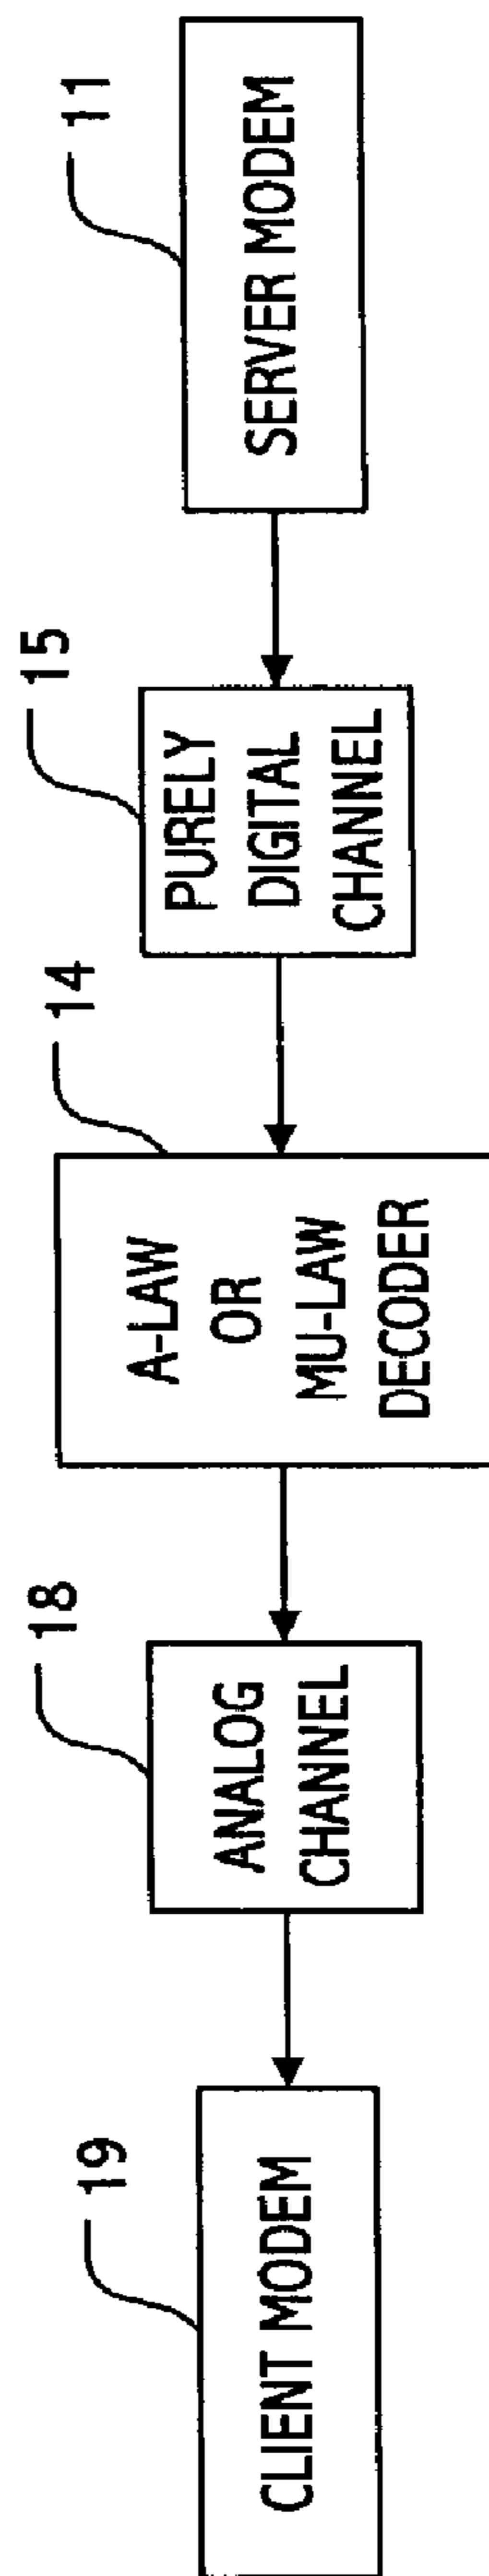 19
CLIENT MODEM
18
ANALOG
CHANNEL
14
A-LAW
OR
MU-LAW
DECODER
15
PURELY
DIGITAL
CHANNEL
11
SERVER MODEM